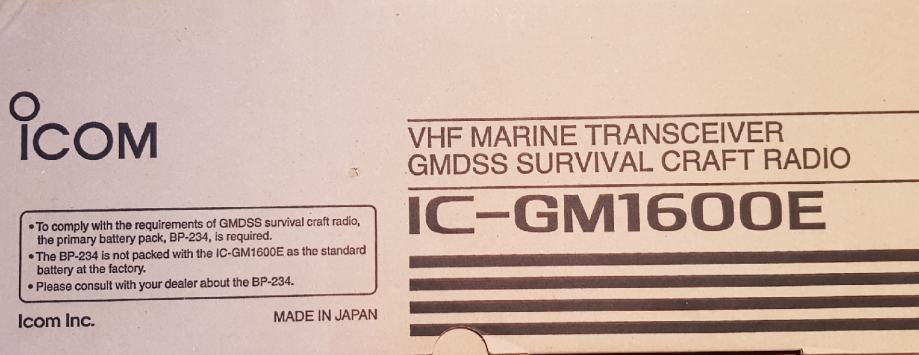 ICOM
VHF MARINE TRANSCEIVER
GMDSS SURVIVAL CRAFT RADIO
IC-GM1600E
• To comply with the requirements of GMDSS survival craft radio,
the primary battery pack, BP-234, is required.
• The BP-234 is not packed with the IC-GM1600E as the standard
battery at the factory.
• Please consult with your dealer about the BP-234.
Icom Inc.
MADE IN JAPAN